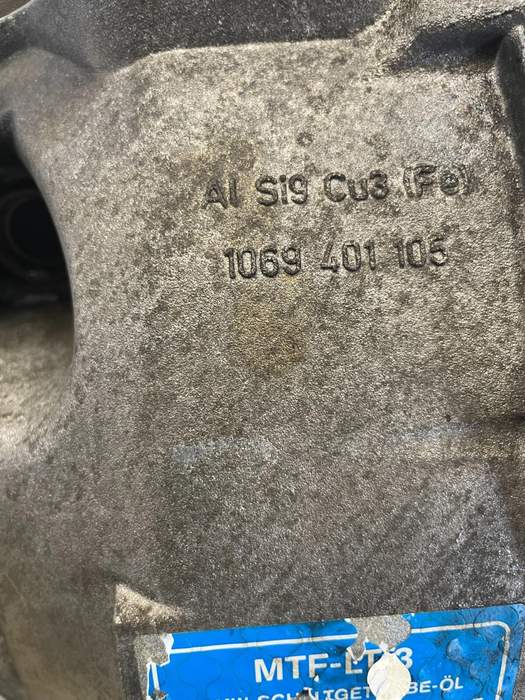 Al Si9 Cu3 (Fe)
1069 401 105
MTF-LT-3